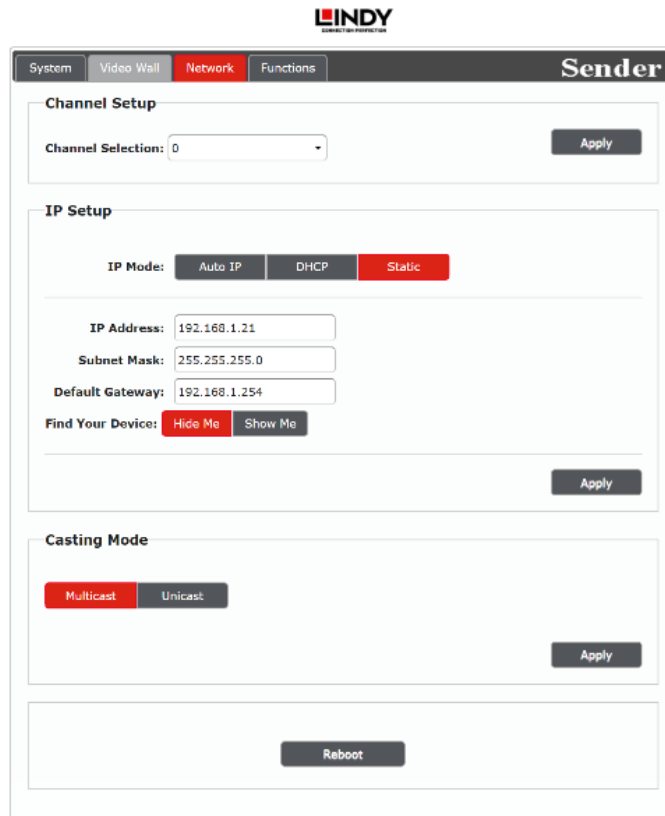 LINDY
CONNECTION PERFECTION
System Video Wall Network Functions Sender
Channel Setup
Channel Selection: 0 Apply
IP Setup
IP Mode: Auto IP DHCP Static
IP Address: 192.168.1.21
Subnet Mask: 255.255.255.0
Default Gateway: 192.168.1.254
Find Your Device: Hide Me Show Me
Apply
Casting Mode
Multicast Unicast
Apply
Reboot